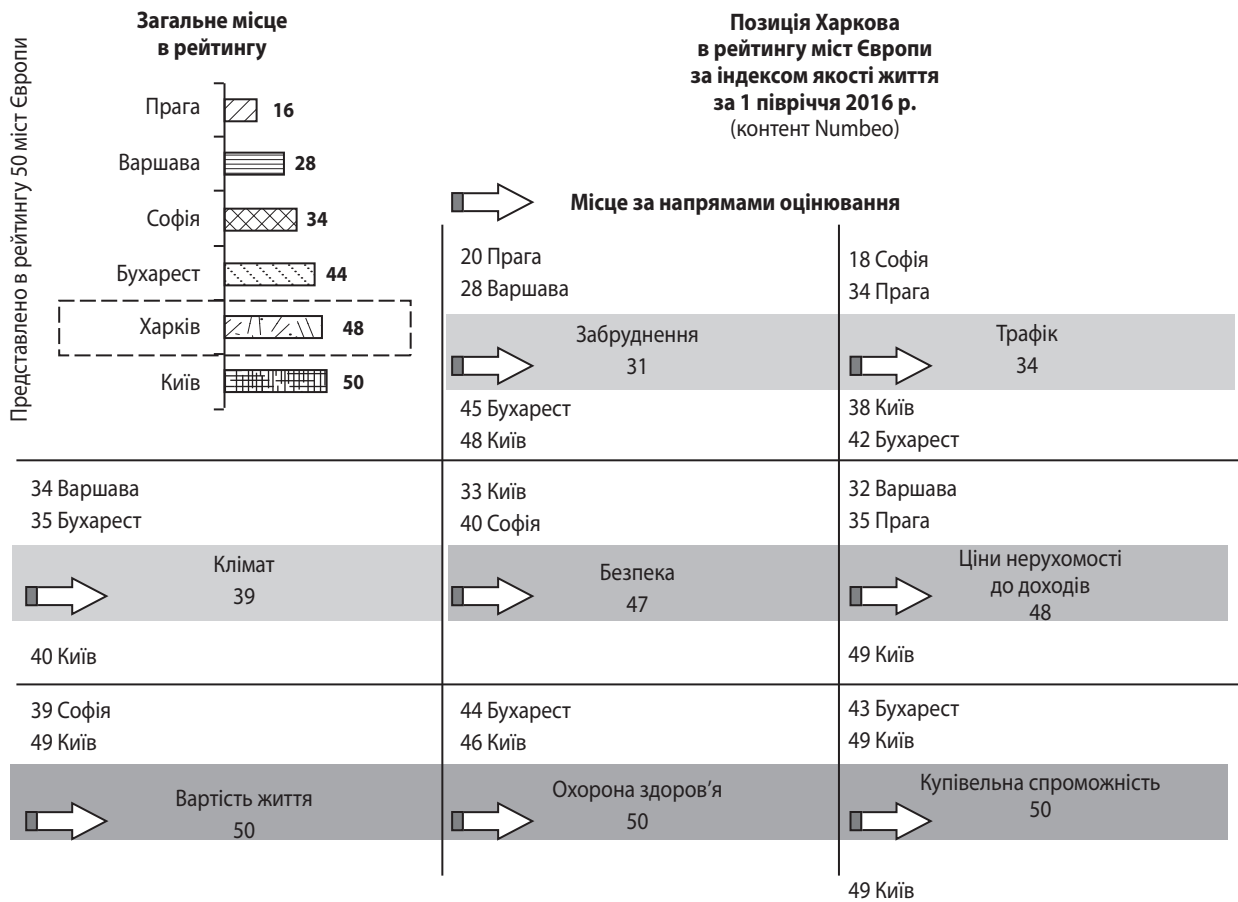 Загальне місце
в рейтингу
Представлено в рейтингу 50 міст Європи
Прага 16
Варшава 28
Софія 34
Бухарест 44
Харків 48
Київ 50
Позиція Харкова
в рейтингу міст Європи
за індексом якості життя
за 1 півріччя 2016 р.
(контент Numbeo)
Місце за напрямами оцінювання
20 Прага
28 Варшава
Забруднення
31
45 Бухарест
48 Київ
18 Софія
34 Прага
Трафік
34
38 Київ
42 Бухарест
34 Варшава
35 Бухарест
Клімат
39
40 Київ
33 Київ
40 Софія
Безпека
47
32 Варшава
35 Прага
Ціни нерухомості
до доходів
48
49 Київ
39 Софія
49 Київ
Вартість життя
50
44 Бухарест
46 Київ
Охорона здоров'я
50
43 Бухарест
49 Київ
Купівельна спроможність
50
49 Київ